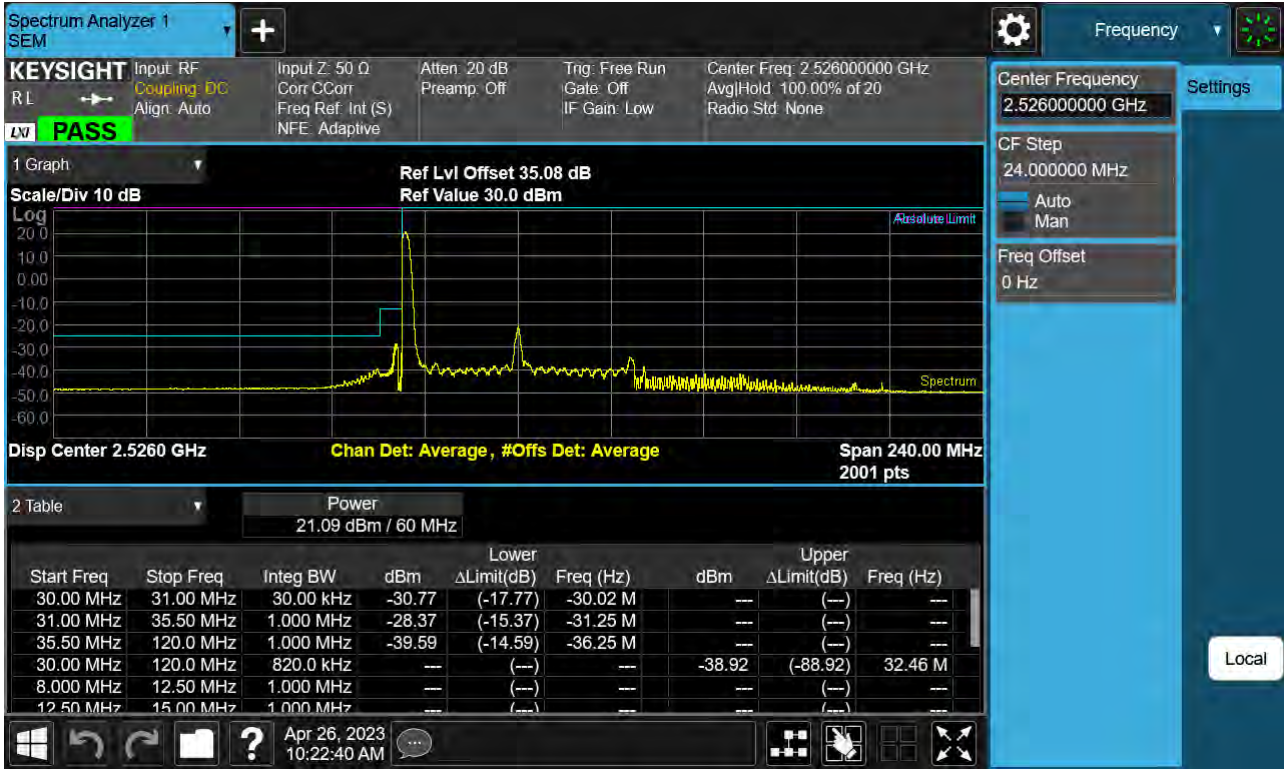 Spectrum Analyzer 1
SEM
Frequency
KEYSIGHT
Input: RF
Coupling: DC
Align: Auto
Input Z: 50 Ω
Corr CCorr
Freq Ref: Int (S)
NFE: Adaptive
Atten: 20 dB
Preamp: Off
Trig: Free Run
Gate: Off
IF Gain: Low
Center Freq: 2.526000000 GHz
Avg|Hold: 100.00% of 20
Radio Std: None
R L
LXI
PASS
Center Frequency
2.526000000 GHz
Settings
CF Step
24.000000 MHz
Auto
Man
Freq Offset
0 Hz
1 Graph
Scale/Div 10 dB
Ref Lvl Offset 35.08 dB
Ref Value 30.0 dBm
Log
20.0
10.0
0.00
-10.0
-20.0
-30.0
-40.0
-50.0
-60.0
Limit
Spectrum
Disp Center 2.5260 GHz
Chan Det: Average , #Offs Det: Average
Span 240.00 MHz
2001 pts
2 Table
Power
21.09 dBm / 60 MHz
Lower Upper
Start Freq Stop Freq Integ BW dBm ΔLimit(dB) Freq (Hz) dBm ΔLimit(dB) Freq (Hz)
30.00 MHz 31.00 MHz 30.00 kHz -30.77 (-17.77) -30.02 M --- (---) ---
31.00 MHz 35.50 MHz 1.000 MHz -28.37 (-15.37) -31.25 M --- (---) ---
35.50 MHz 120.0 MHz 1.000 MHz -39.59 (-14.59) -36.25 M --- (---) ---
30.00 MHz 120.0 MHz 820.0 kHz --- (---) --- -38.92 (-88.92) 32.46 M
8.000 MHz 12.50 MHz 1.000 MHz --- (---) --- --- (---) ---
12.50 MHz 15.00 MHz 1.000 MHz --- (---) --- --- (---) ---
Local
?
Apr 26, 2023
10:22:40 AM